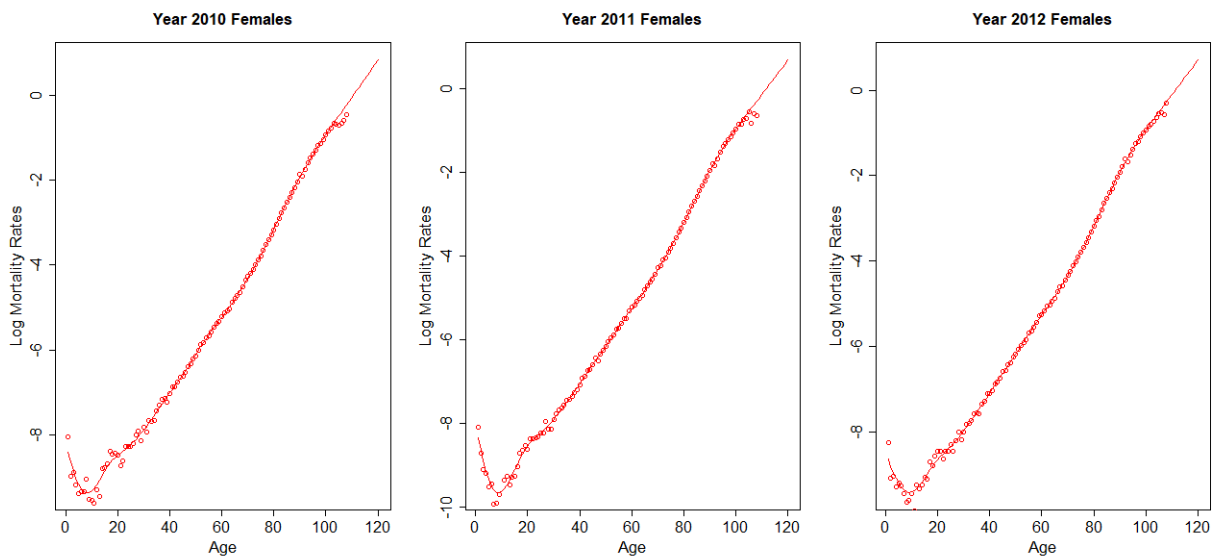 Year 2010 Females
Log Mortality Rates
0
-2
-4
-6
-8
0 20 40 60 80 100 120
Age
Year 2011 Females
Log Mortality Rates
0
-2
-4
-6
-8
-10
0 20 40 60 80 100 120
Age
Year 2012 Females
Log Mortality Rates
0
-2
-4
-6
-8
0 20 40 60 80 100 120
Age